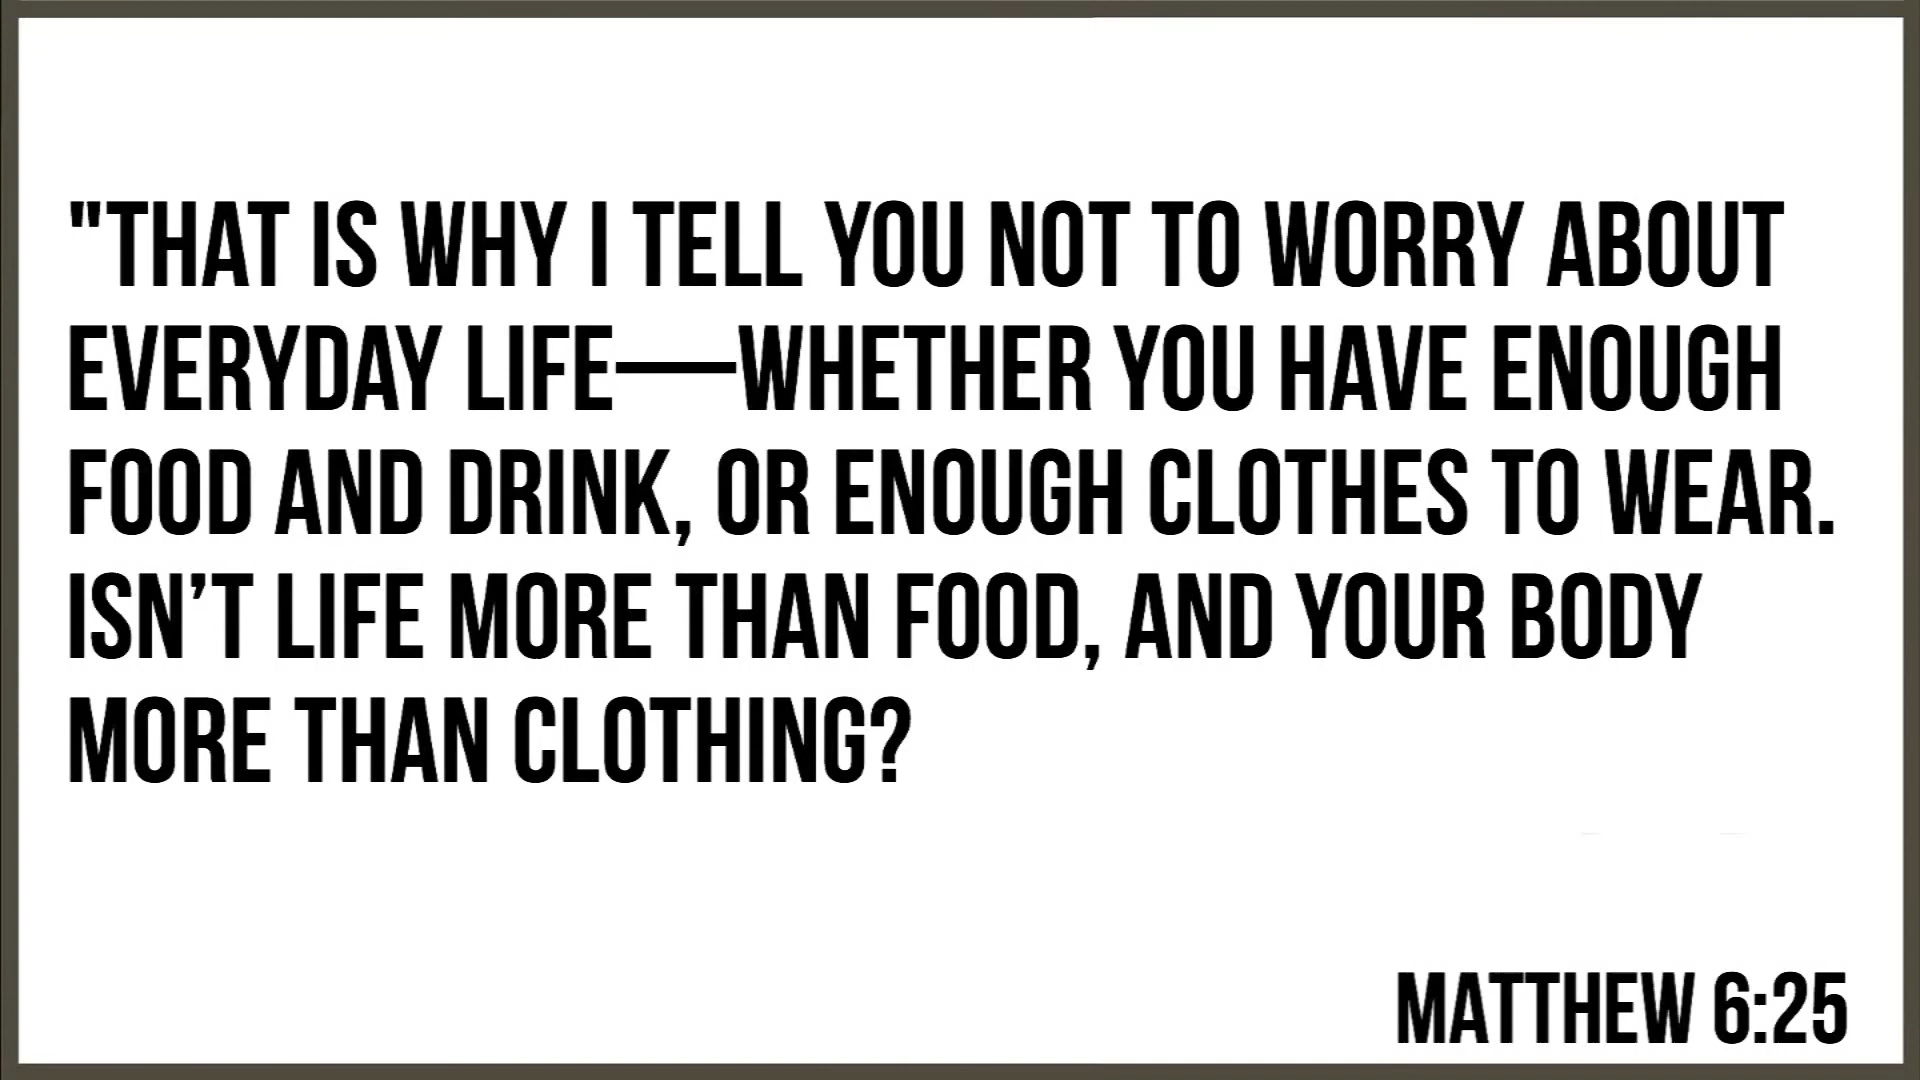 "THAT IS WHY I TELL YOU NOT TO WORRY ABOUT
EVERYDAY LIFE—WHETHER YOU HAVE ENOUGH
FOOD AND DRINK, OR ENOUGH CLOTHES TO WEAR.
ISN’T LIFE MORE THAN FOOD, AND YOUR BODY
MORE THAN CLOTHING?
MATTHEW 6:25